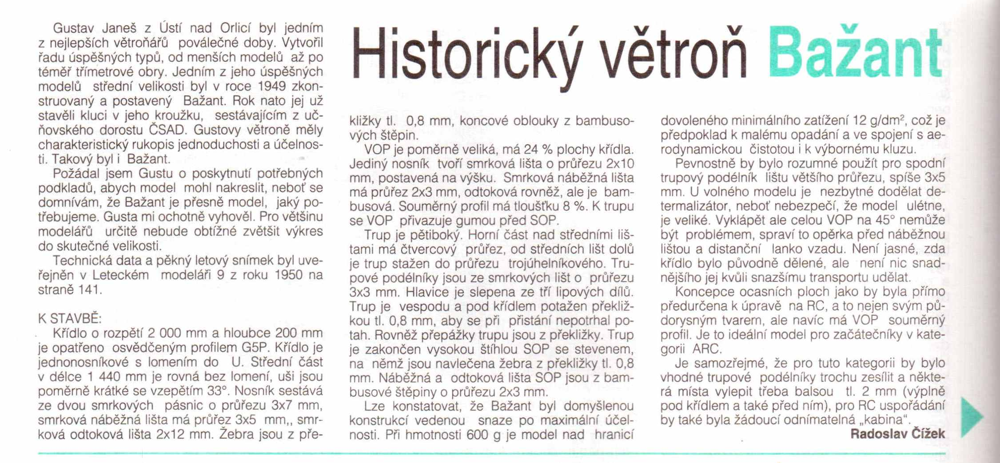 Historický větroň Bažant
Gustav Janeš z Ústí nad Orlicí byl jedním
z nejlepších větroňářů poválečné doby. Vytvořil
řadu úspěšných typů, od menších modelů až po
téměř třímetrové obry. Jedním z jeho úspěšných
modelů střední velikosti byl v roce 1949 zkon-
struovaný a postavený Bažant. Rok nato jej už
stavěli kluci v jeho kroužku, sestávajícím z uč-
ňovského dorostu ČSAD. Gustovy větroně měly
charakteristický rukopis jednoduchosti a účelnos-
ti. Takový byl i Bažant.
Požádal jsem Gustu o poskytnutí potřebných
podkladů, abych model mohl nakreslit, neboť se
domnívám, že Bažant je přesně model, jaký po-
třebujeme. Gusta mi ochotně vyhověl. Pro většinu
modelářů určitě nebude obtížné zvětšit výkres
do skutečné velikosti.
Technická data a pěkný letový snímek byl uve-
řejněn v Leteckém modeláři 9 z roku 1950 na
straně 141.
K STAVBĚ:
Křídlo o rozpětí 2 000 mm a hloubce 200 mm
je opatřeno osvědčeným profilem G5P. Křídlo je
jednonosníkové s lomením do U. Střední část
v délce 1 440 mm je rovná bez lomení, uši jsou
poměrně krátké se vzepětím 33°. Nosník sestává
ze dvou smrkových pásnic o průřezu 3x7 mm,
smrková náběžná lišta má průřez 3x5 mm,, smr-
ková odtoková lišta 2x12 mm. Žebra jsou z pře-
kližky tl. 0,8 mm, koncové oblouky z bambuso-
vých štěpin.
VOP je poměrně veliká, má 24 % plochy křídla.
Jediný nosník tvoří smrková lišta o průřezu 2x10
mm, postavená na výšku. Smrková náběžná lišta
má průřez 2x3 mm, odtoková rovněž, ale je bam-
busová. Souměrný profil má tloušťku 8 %. K trupu
se VOP přivazuje gumou před SOP.
Trup je pětiboký. Horní část nad středními liš-
tami má čtvercový průřez, od středních lišt dolů
je trup stažen do průřezu trojúhelníkového. Tru-
pové podélníky jsou ze smrkových lišt o průřezu
3x3 mm. Hlavice je slepena ze tří lipových dílů.
Trup je vespodu a pod křídlem potažen překliž-
kou tl. 0,8 mm, aby se při přistání nepotrhal po-
tah. Rovněž přepážky trupu jsou z překližky. Trup
je zakončen vysokou štíhlou SOP se stevenem,
na němž jsou navlečena žebra z překližky tl. 0,8
mm. Náběžná a odtoková lišta SOP jsou z bam-
busové štěpiny o průřezu 2x3 mm.
Lze konstatovat, že Bažant byl domyšlenou
konstrukcí vedenou snaze po maximální účel-
nosti. Při hmotnosti 600 g je model nad hranicí
dovoleného minimálního zatížení 12 g/dm², což je
předpoklad k malému opadání a ve spojení s ae-
rodynamickou čistotou i k výbornému kluzu.
Pevnostně by bylo rozumné použít pro spodní
trupový podélník lištu většího průřezu, spíše 3x5
mm. U volného modelu je nezbytné dodělat de-
termalizátor, neboť nebezpečí, že model ulétne,
je veliké. Vyklápět ale celou VOP na 45° nemůže
být problémem, spraví to opěrka před náběžnou
lištou a distanční lanko vzadu. Není jasné, zda
křídlo bylo původně dělené, ale není nic snad-
nějšího jej kvůli snazšímu transportu udělat.
Koncepce ocasních ploch jako by byla přímo
předurčena k úpravě na RC, a to nejen svým pů-
dorysným tvarem, ale navíc má VOP souměrný
profil. Je to ideální model pro začátečníky v kate-
gorii ARC.
Je samozřejmé, že pro tuto kategorii by bylo
vhodné trupové podélníky trochu zesílit a někte-
rá místa vylepit třeba balsou tl. 2 mm (výplně
pod křídlem a také před ním), pro RC uspořádání
by také byla žádoucí odnímatelná „kabina“.
Radoslav Čížek